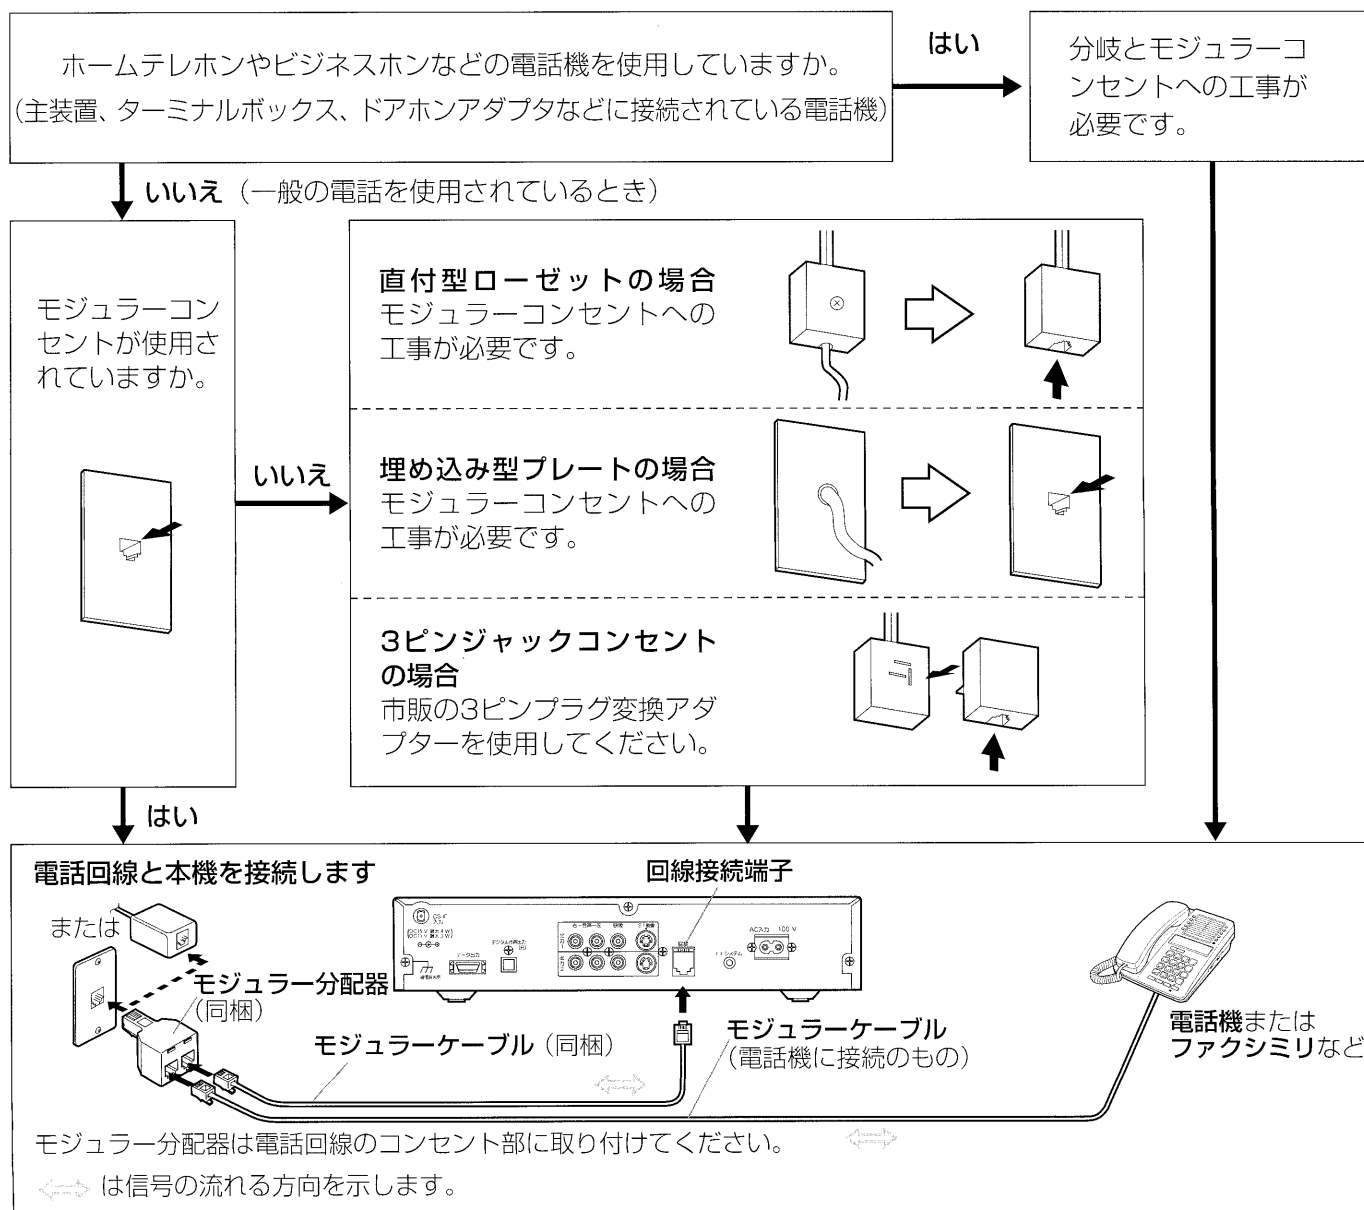 ホームテレホンやビジネスホンなどの電話機を使用していますか。
(主装置、ターミナルボックス、ドアホンアダプタなどに接続されている電話機)
はい
分岐とモジュラーコ
ンセントへの工事が
必要です。
いいえ（一般の電話を使用されているとき）
モジュラーコン
セントが使用さ
れていますか。
いいえ
直付型ローゼットの場合
モジュラーコンセントへの
工事が必要です。
埋め込み型プレートの場合
モジュラーコンセントへの
工事が必要です。
3ピンジャックコンセント
の場合
市販の3ピンプラグ変換アダ
プターを使用してください。
はい
電話回線と本機を接続します
回線接続端子
または
AC入力 100 V
データ出力
モジュラー分配器
(同梱)
モジュラーケーブル（同梱）
モジュラーケーブル
(電話機に接続のもの)
電話機または
ファクシミリなど
モジュラー分配器は電話回線のコンセント部に取り付けてください。
は信号の流れる方向を示します。